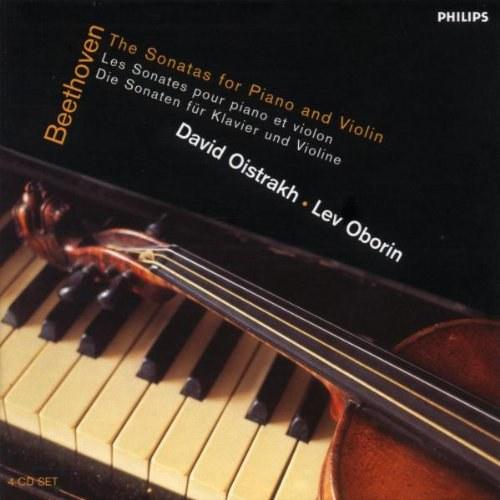 PHILIPS
Beethoven
The Sonatas for Piano and Violin
Les Sonates pour piano et violon
Die Sonaten für Klavier und Violine
David Oistrakh • Lev Oborin
4 CD SET